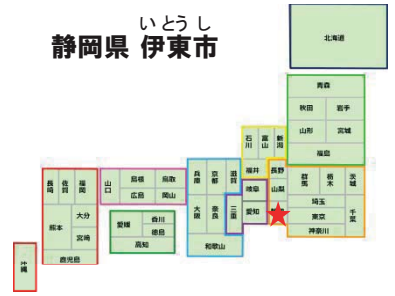 いとうし
静岡県 伊東市
北海道
青森
秋田 岩手
山形 宮城
福島
石川 富山 新潟
福井 長野
岐阜 山梨
愛知
群馬 栃木 茨城
埼玉
東京 千葉
神奈川
兵庫 京都 滋賀
大阪 奈良 三重
和歌山
山口 島根 鳥取
広島 岡山
愛媛 香川
徳島
高知
長崎 佐賀 福岡
熊本 大分
宮崎
鹿児島
沖縄